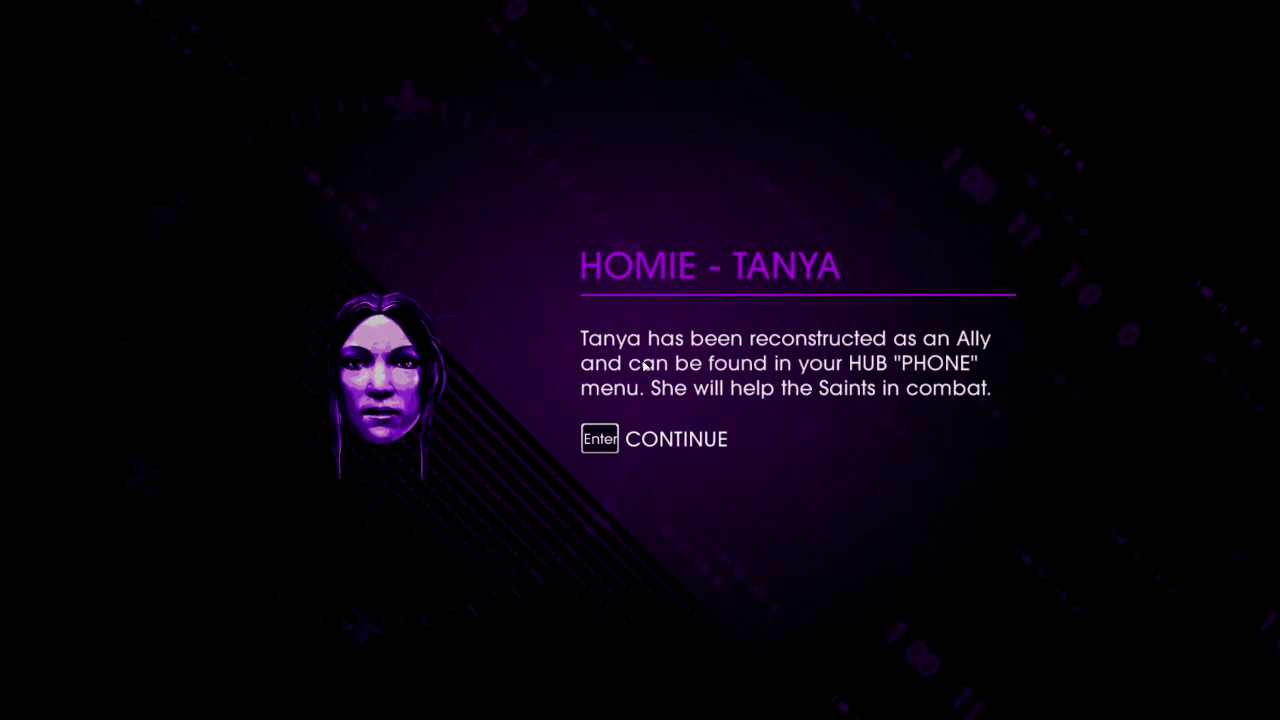 HOMIE - TANYA
Tanya has been reconstructed as an Ally
and can be found in your HUB "PHONE"
menu. She will help the Saints in combat.
Enter CONTINUE